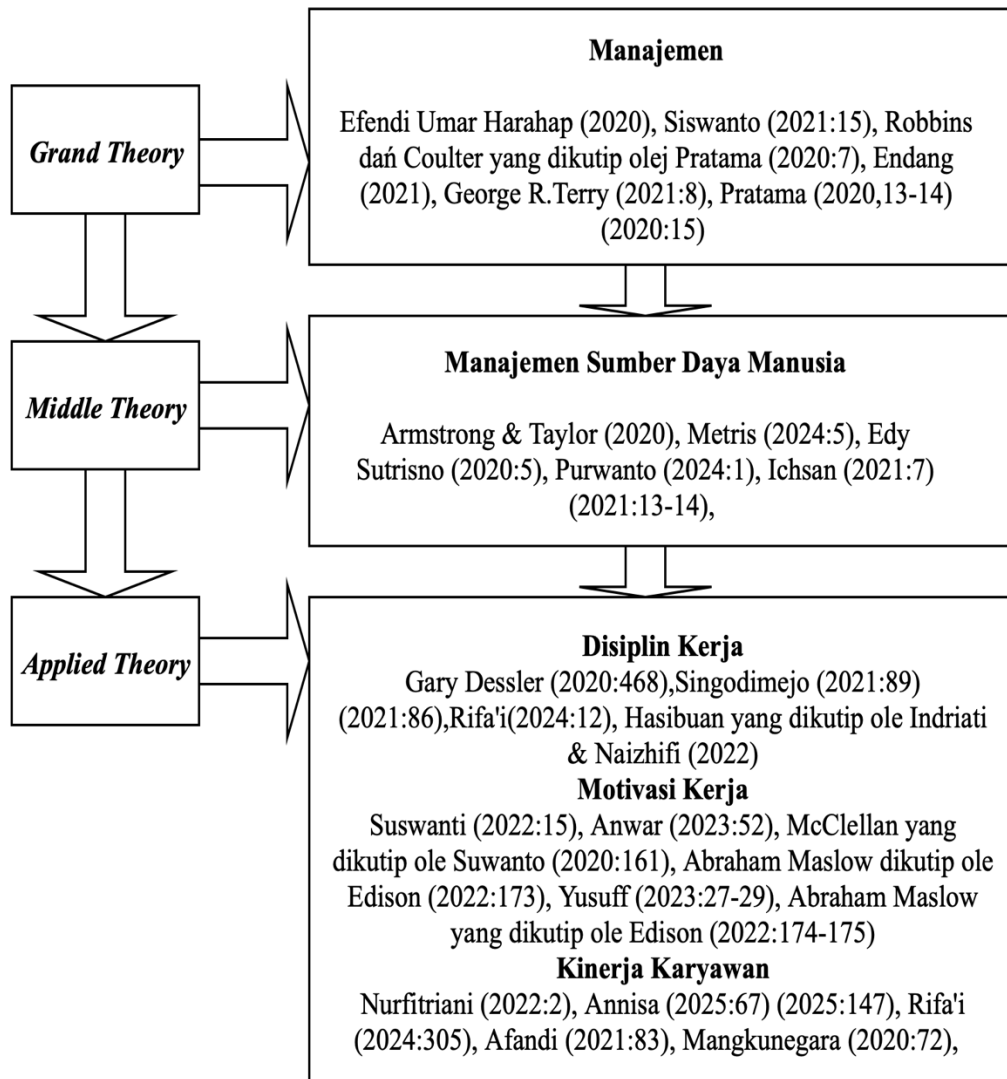 Grand Theory
Manajemen
Efendi Umar Harahap (2020), Siswanto (2021:15), Robbins
dań Coulter yang dikutip olej Pratama (2020:7), Endang
(2021), George R.Terry (2021:8), Pratama (2020,13-14)
(2020:15)
Middle Theory
Manajemen Sumber Daya Manusia
Armstrong & Taylor (2020), Metris (2024:5), Edy
Sutrisno (2020:5), Purwanto (2024:1), Ichsan (2021:7)
(2021:13-14),
Applied Theory
Disiplin Kerja
Gary Dessler (2020:468),Singodimejo (2021:89)
(2021:86),Rifa'i(2024:12), Hasibuan yang dikutip ole Indriati
& Naizhifi (2022)
Motivasi Kerja
Suswanti (2022:15), Anwar (2023:52), McClellan yang
dikutip ole Suwanto (2020:161), Abraham Maslow dikutip ole
Edison (2022:173), Yusuff (2023:27-29), Abraham Maslow
yang dikutip ole Edison (2022:174-175)
Kinerja Karyawan
Nurfitriani (2022:2), Annisa (2025:67) (2025:147), Rifa'i
(2024:305), Afandi (2021:83), Mangkunegara (2020:72),